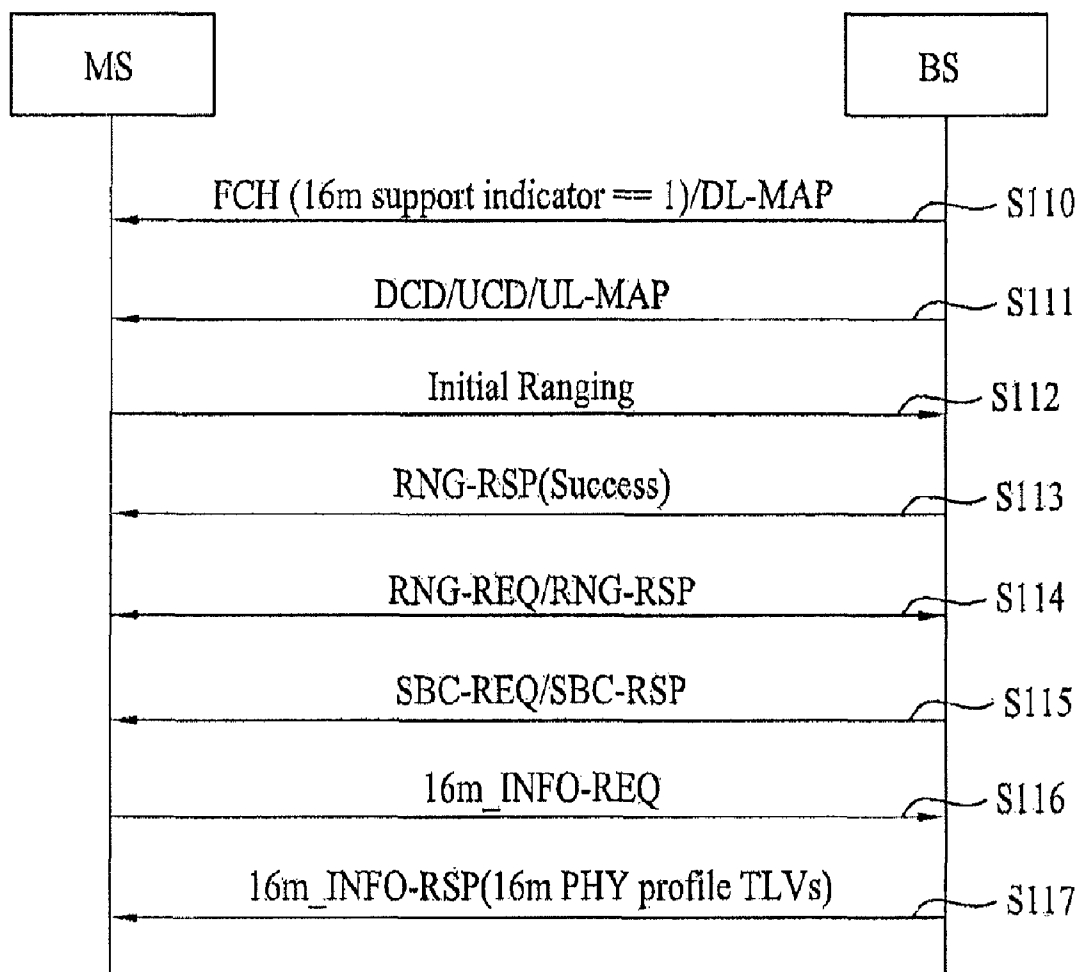 MS
BS
FCH (16m support indicator == 1)/DL-MAP
S110
DCD/UCD/UL-MAP
S111
Initial Ranging
S112
RNG-RSP(Success)
S113
RNG-REQ/RNG-RSP
S114
SBC-REQ/SBC-RSP
S115
16m_INFO-REQ
S116
16m_INFO-RSP(16m PHY profile TLVs)
S117